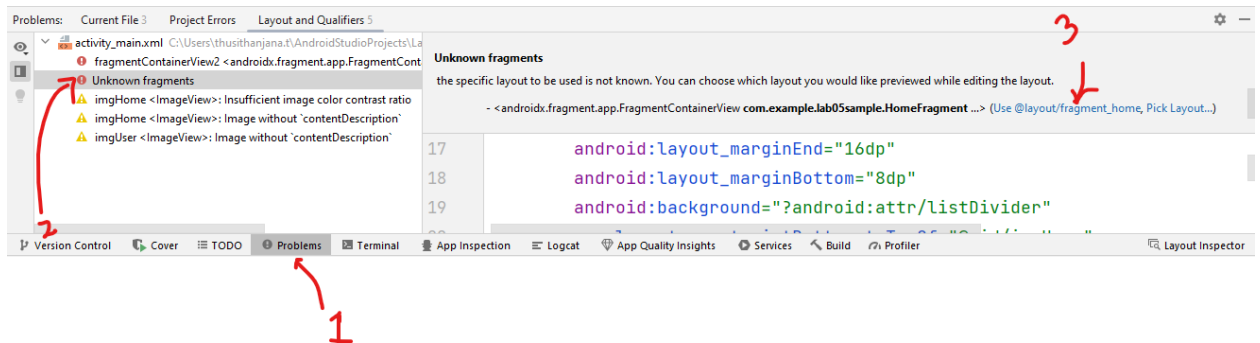 Problems: Current File 3 Project Errors Layout and Qualifiers 5
3
activity_main.xml C:\Users\thusithanjana.t\AndroidStudioProjects\La
fragmentContainerView2 <androidx.fragment.app.FragmentCont
Unknown fragments
imgHome <ImageView>: Insufficient image color contrast ratio
imgHome <ImageView>: Image without `contentDescription`
imgUser <ImageView>: Image without `contentDescription`
Unknown fragments
the specific layout to be used is not known. You can choose which layout you would like previewed while editing the layout.
- <androidx.fragment.app.FragmentContainerView com.example.lab05sample.HomeFragment ...> (Use @layout/fragment_home, Pick Layout...)
17 android:layout_marginEnd="16dp"
18 android:layout_marginBottom="8dp"
19 android:background="?android:attr/listDivider"
2
Version Control Cover TODO Problems Terminal App Inspection Logcat App Quality Insights Services Build Profiler Layout Inspector
1